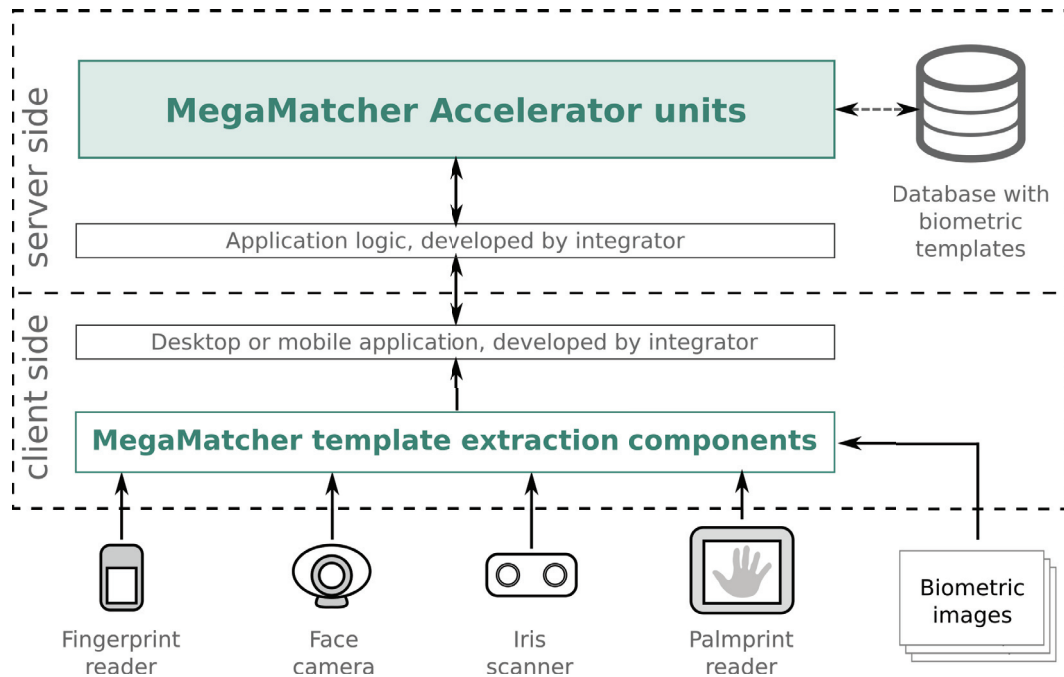 server side
MegaMatcher Accelerator units
Database with
biometric
templates
Application logic, developed by integrator
client side
Desktop or mobile application, developed by integrator
MegaMatcher template extraction components
Fingerprint
reader
Face
camera
Iris
scanner
Palmprint
reader
Biometric
images